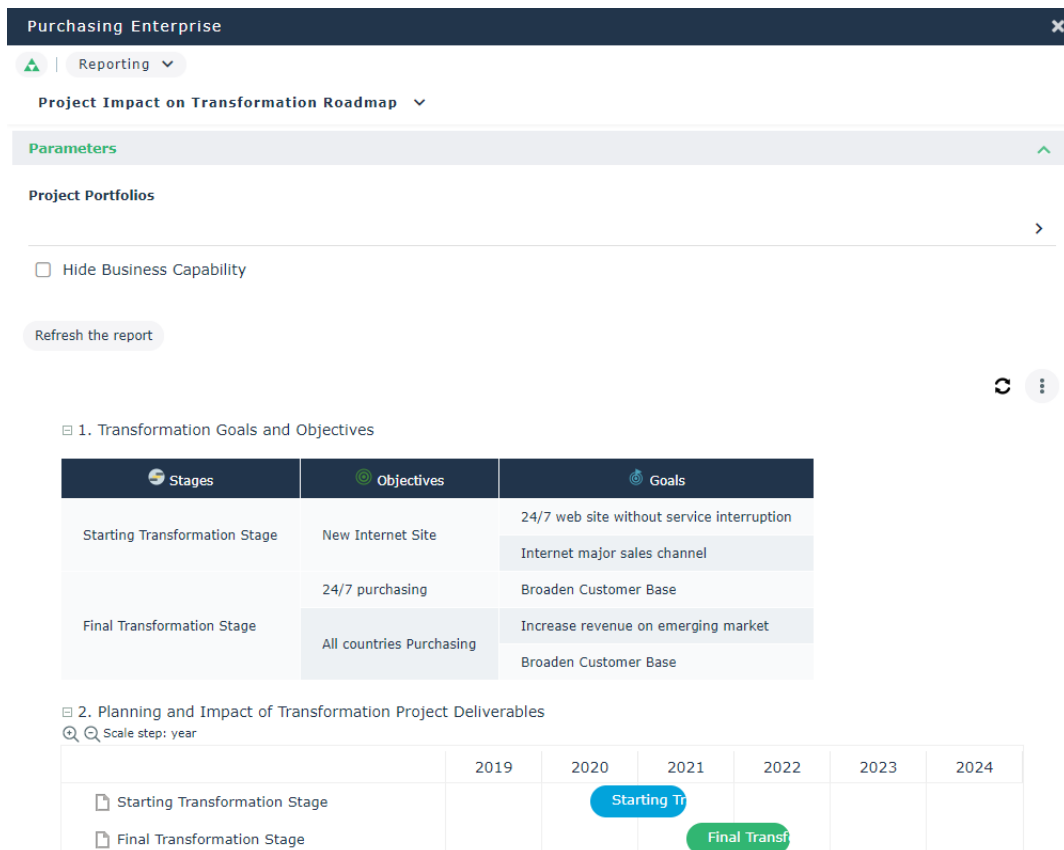 Purchasing Enterprise
Reporting
Project Impact on Transformation Roadmap
Parameters
Project Portfolios
Hide Business Capability
Refresh the report
1. Transformation Goals and Objectives
Stages Objectives Goals
Starting Transformation Stage New Internet Site 24/7 web site without service interruption
Internet major sales channel
Final Transformation Stage 24/7 purchasing Broaden Customer Base
All countries Purchasing Increase revenue on emerging market
Broaden Customer Base
2. Planning and Impact of Transformation Project Deliverables
Scale step: year
2019 2020 2021 2022 2023 2024
Starting Transformation Stage Starting Tr
Final Transformation Stage Final Transf